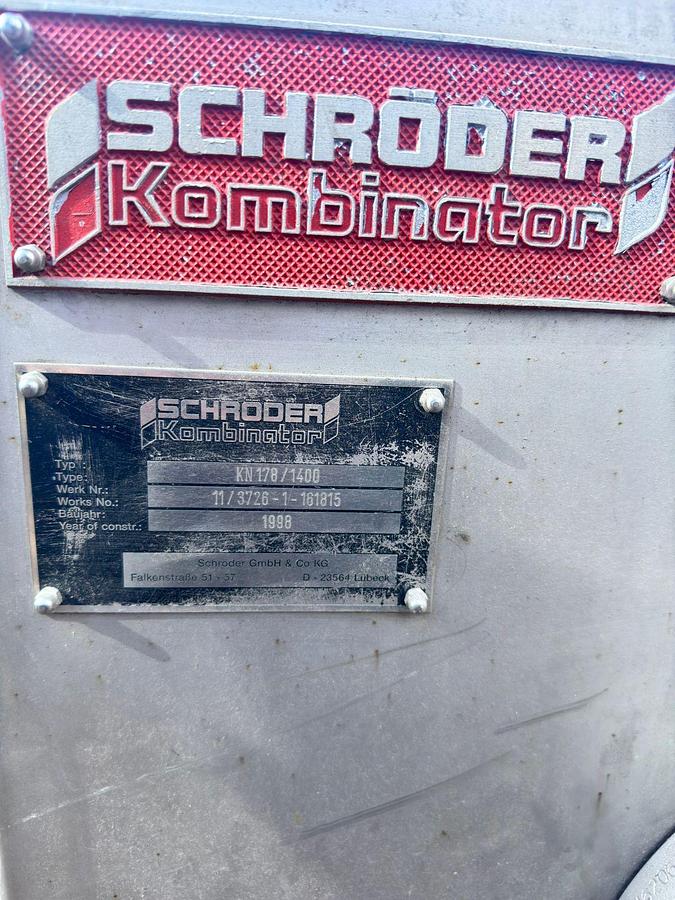 SCHRÖDER
Kombinator
SCHRÖDER
Kombinator
Typ :
Type: KN 178/1400
Werk Nr.:
Works No.: 11/3726-1-161815
Baujahr:
Year of constr.: 1998
Schröder GmbH & Co KG
Falkenstraße 51 - 57 D - 23564 Lübeck